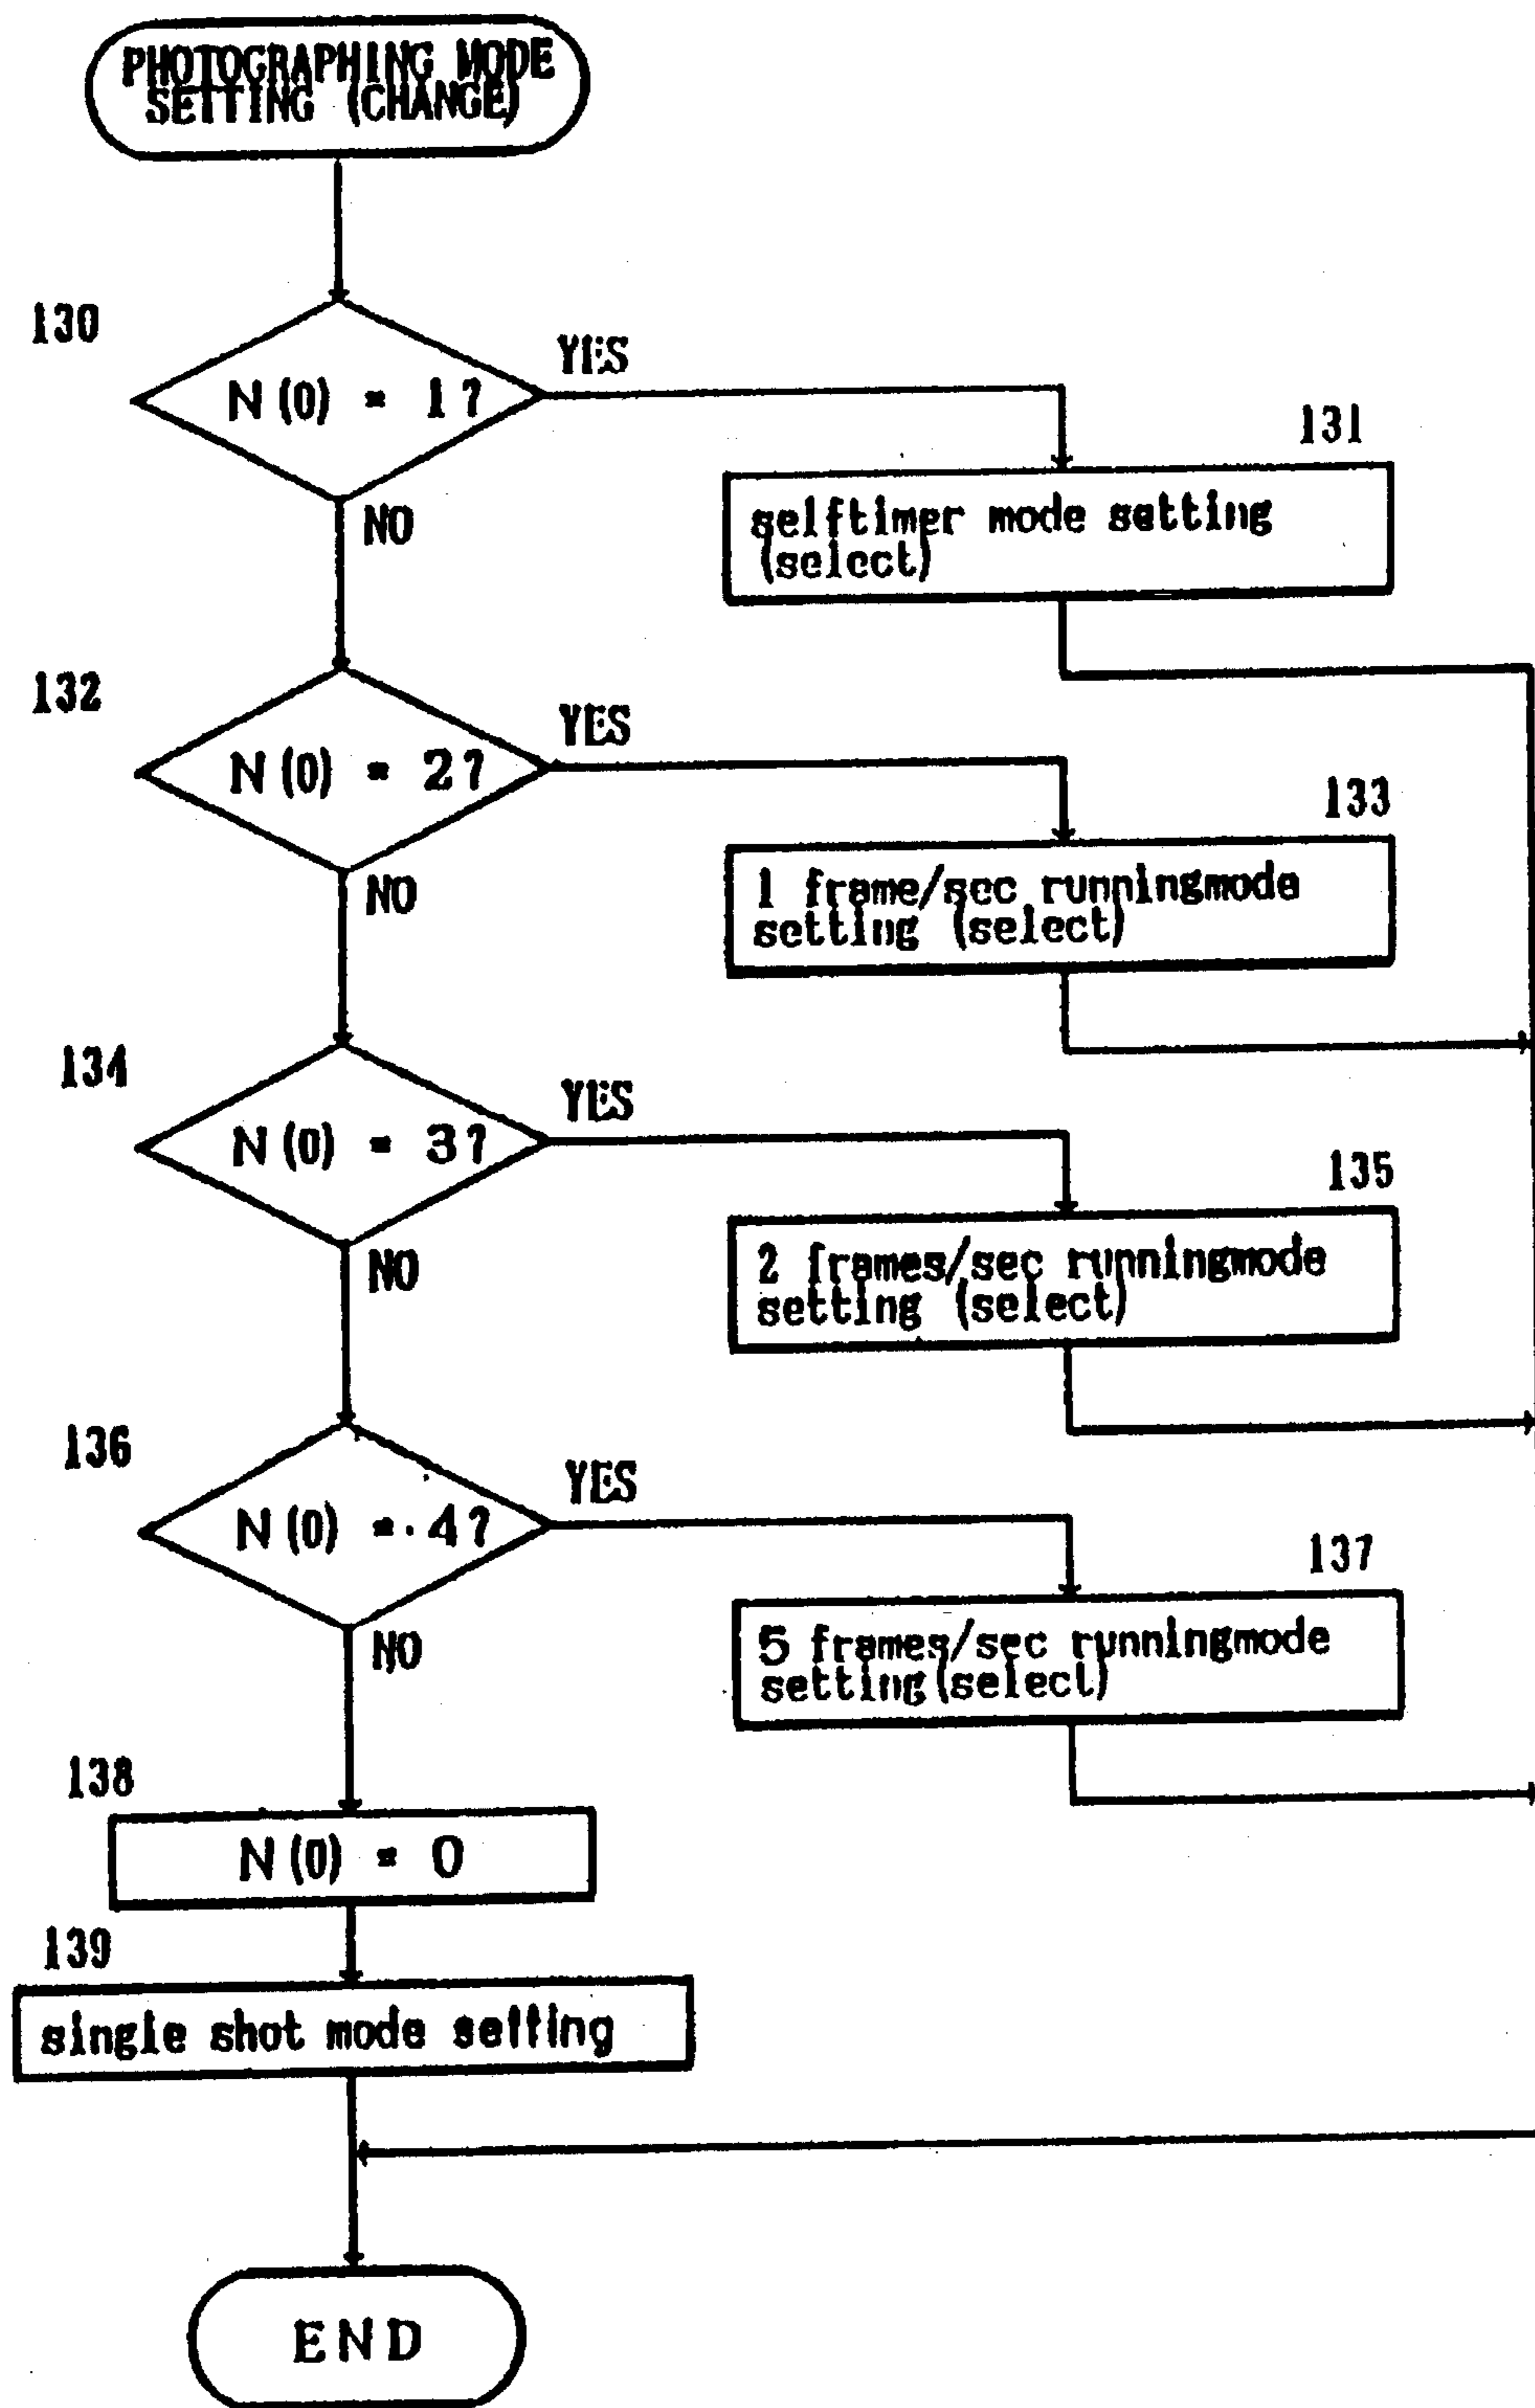 PHOTOGRAPHING MODE
SETTING (CHANGE)
130
N(0) = 1?
YES
NO
131
selftimer mode setting
(select)
132
N(0) = 2?
YES
NO
133
1 frame/sec runningmode
setting (select)
134
N(0) = 3?
YES
NO
135
2 frames/sec runningmode
setting (select)
136
N(0) = 4?
YES
NO
137
5 frames/sec runningmode
setting(select)
138
N(0) = 0
139
single shot mode setting
END